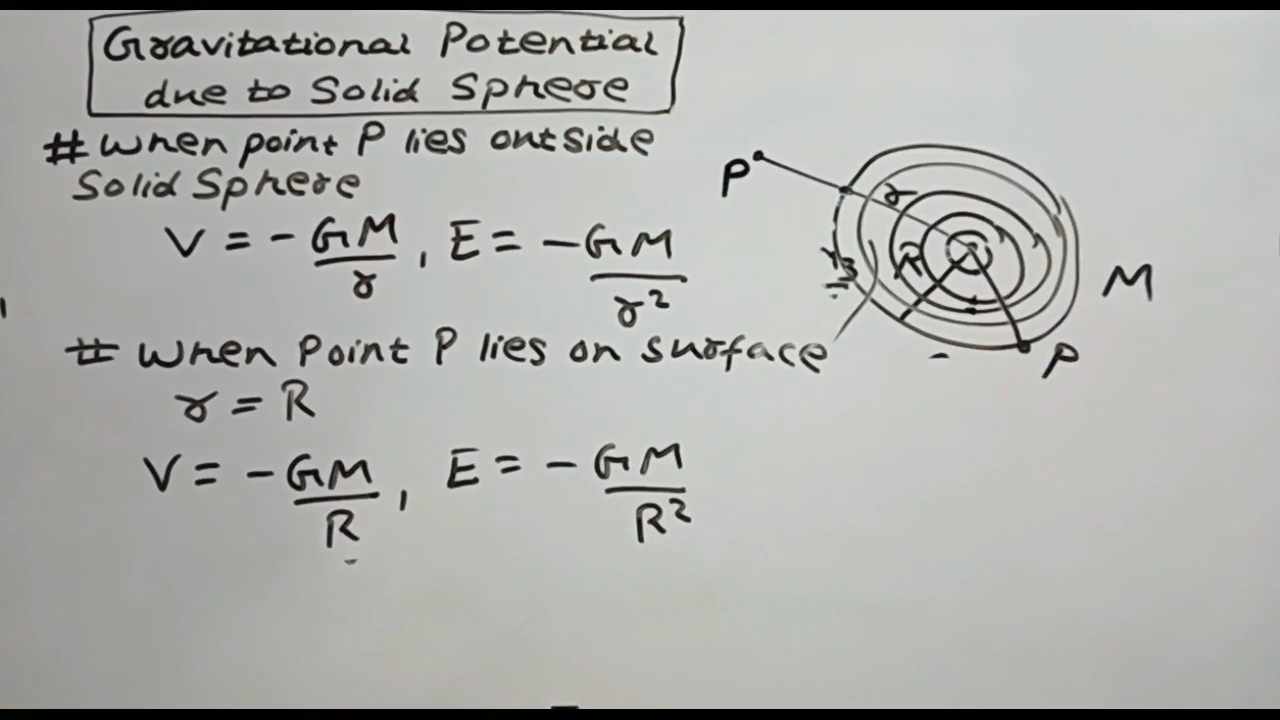 Gravitational Potential
due to Solid Sphere
# When point P lies outside
Solid Sphere
V = - GM/r , E = - GM/r²
# When Point P lies on surface
r = R
V = - GM/R , E = - GM/R²
P
r
R
M
P